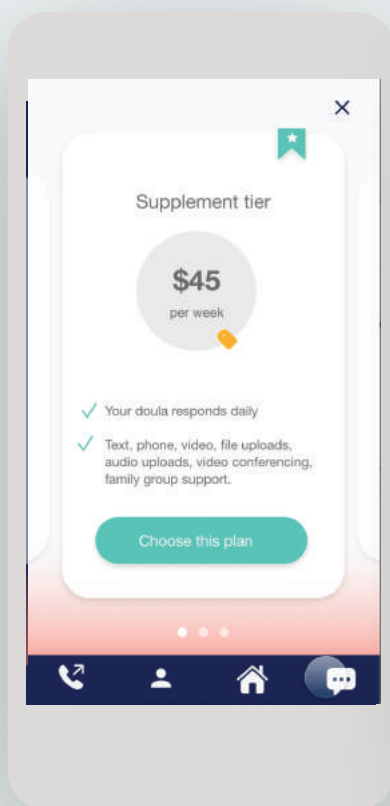 Supplement tier
$45
per week
Your doula responds daily
Text, phone, video, file uploads,
audio uploads, video conferencing,
family group support.
Choose this plan